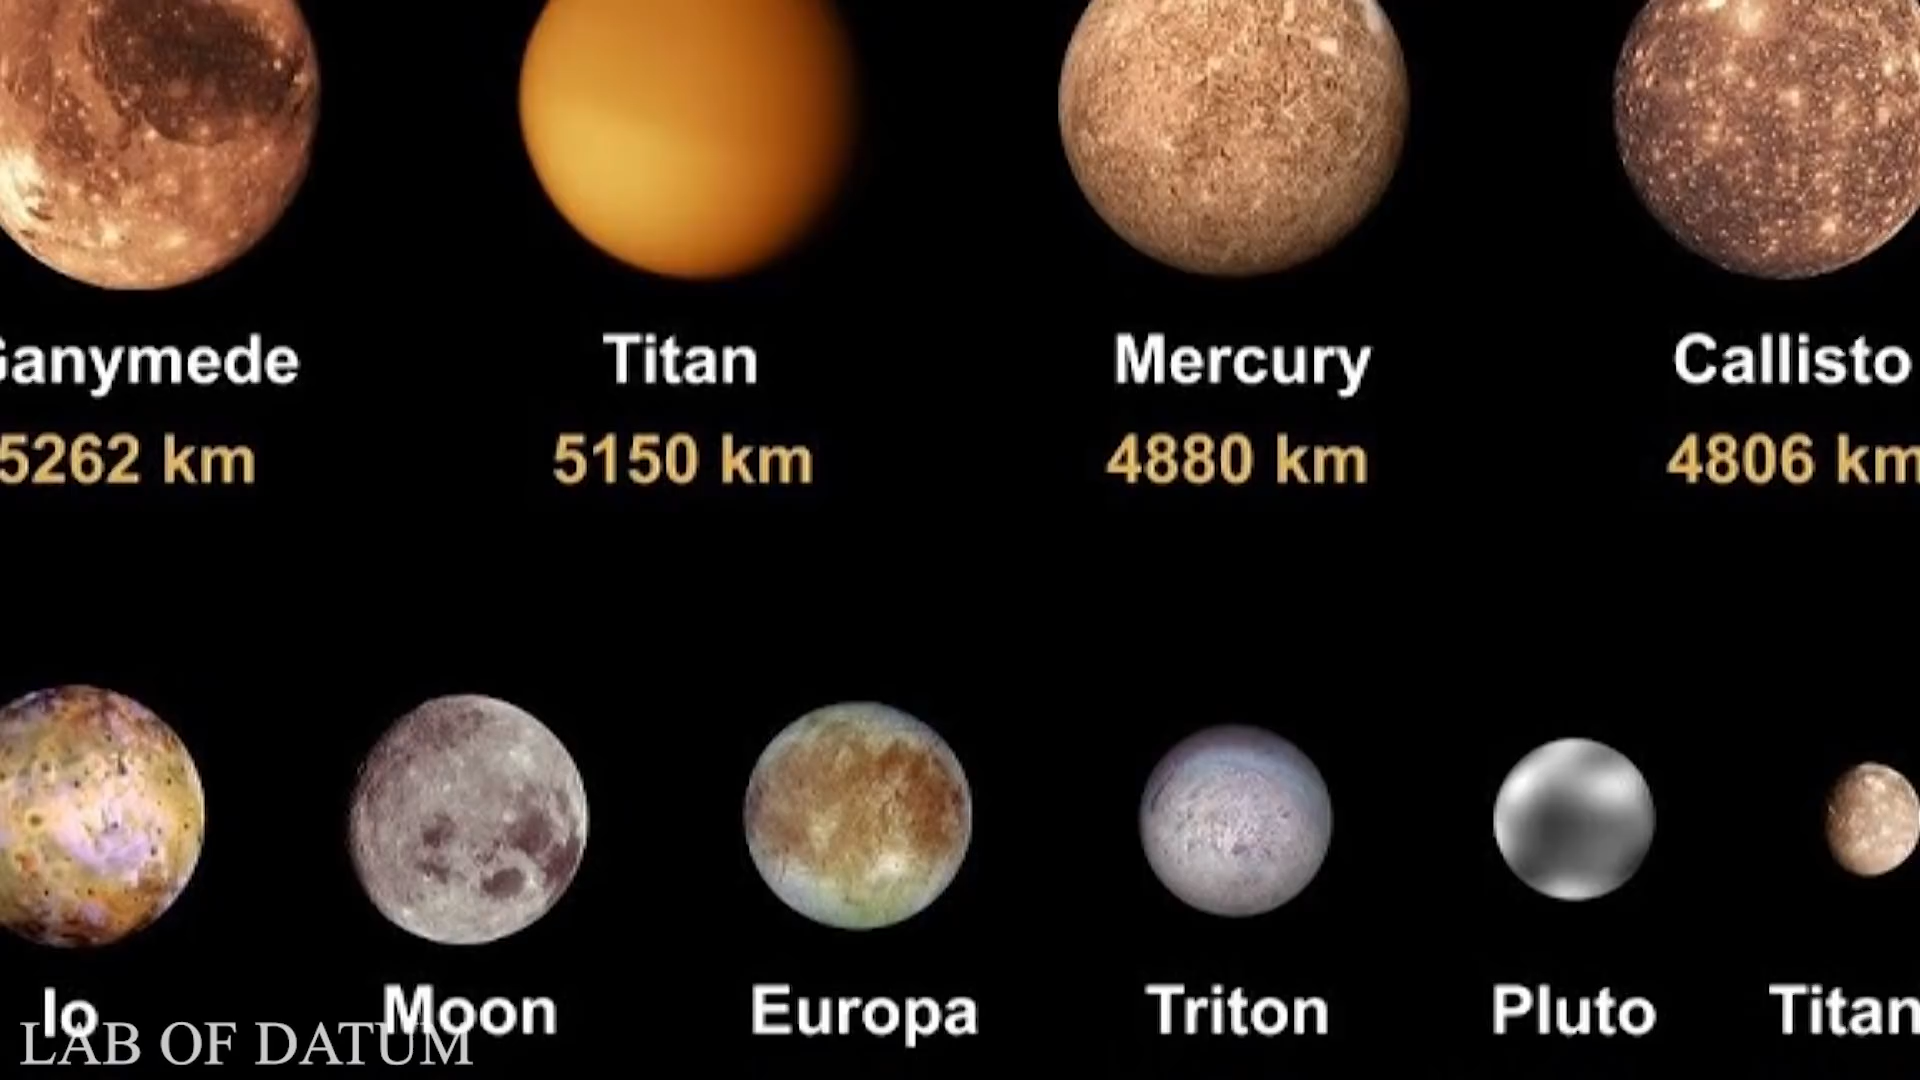 Ganymede Titan Mercury Callisto
5262 km 5150 km 4880 km 4806 km
Io Moon Europa Triton Pluto Titan
LAB OF DATUM